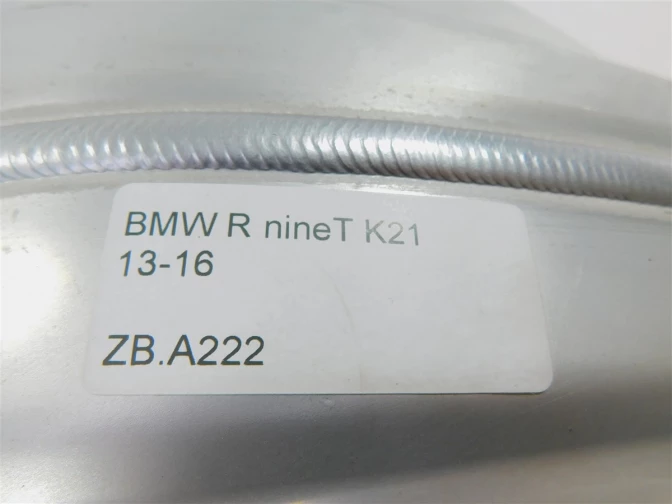 BMW R nineT K21
13-16
ZB.A222